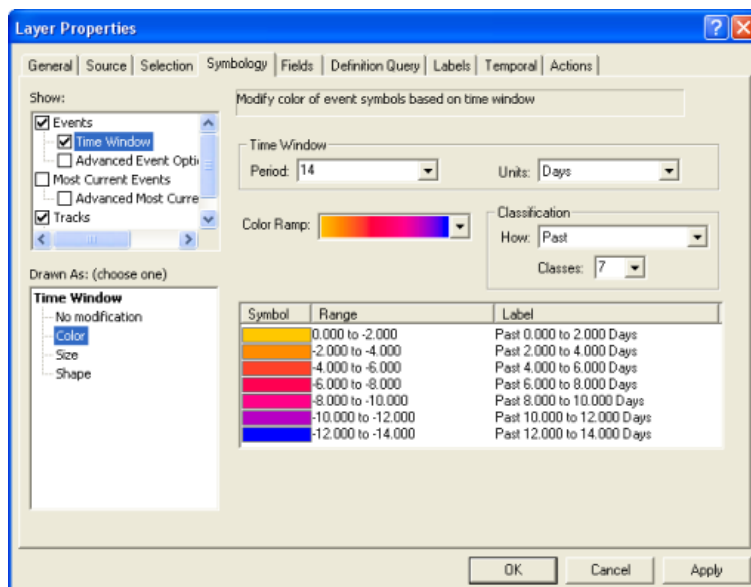 Layer Properties
General Source Selection Symbology Fields Definition Query Labels Temporal Actions
Show:
Events
Time Window
Advanced Event Opti
Most Current Events
Advanced Most Curre
Tracks
Drawn As: (choose one)
Time Window
No modification
Color
Size
Shape
Modify color of event symbols based on time window
Time Window
Period: 14 Units: Days
Color Ramp:
Classification
How: Past
Classes: 7
Symbol Range Label
0.000 to -2.000 Past 0.000 to 2.000 Days
-2.000 to -4.000 Past 2.000 to 4.000 Days
-4.000 to -6.000 Past 4.000 to 6.000 Days
-6.000 to -8.000 Past 6.000 to 8.000 Days
-8.000 to -10.000 Past 8.000 to 10.000 Days
-10.000 to -12.000 Past 10.000 to 12.000 Days
-12.000 to -14.000 Past 12.000 to 14.000 Days
OK Cancel Apply